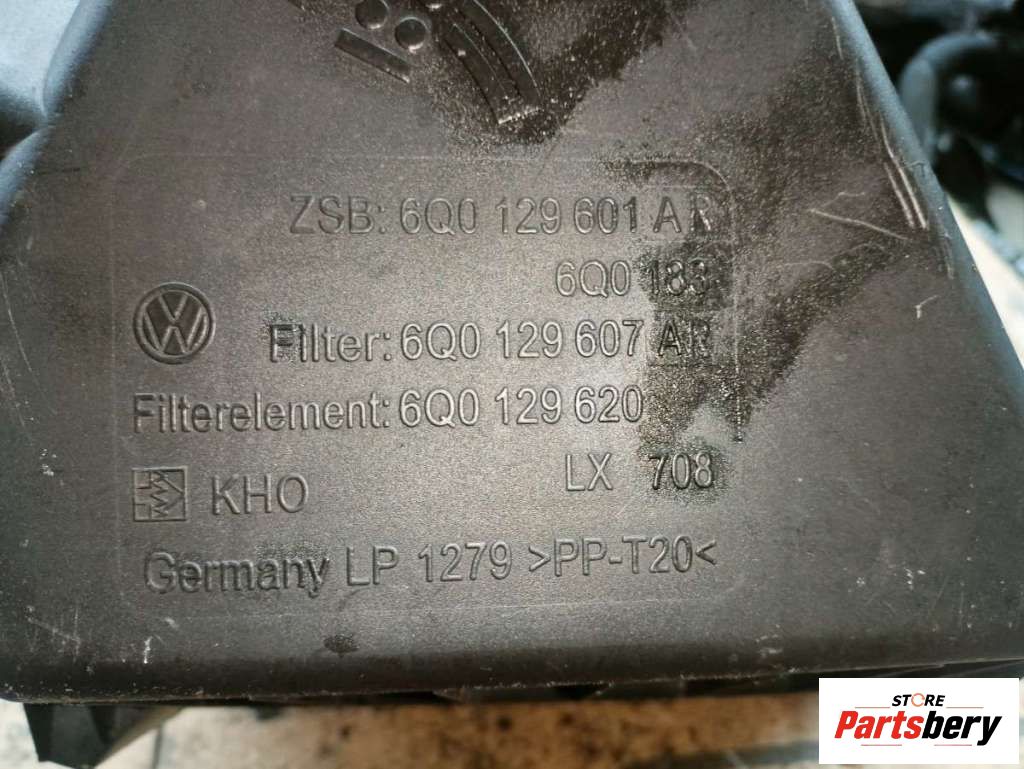 ZSB: 6Q0 129 601 AR
6Q0 183
Filter: 6Q0 129 607 AR
Filterelement: 6Q0 129 620
KHO LX 708
Germany LP 1279 >PP-T20<
STORE
Partsbery